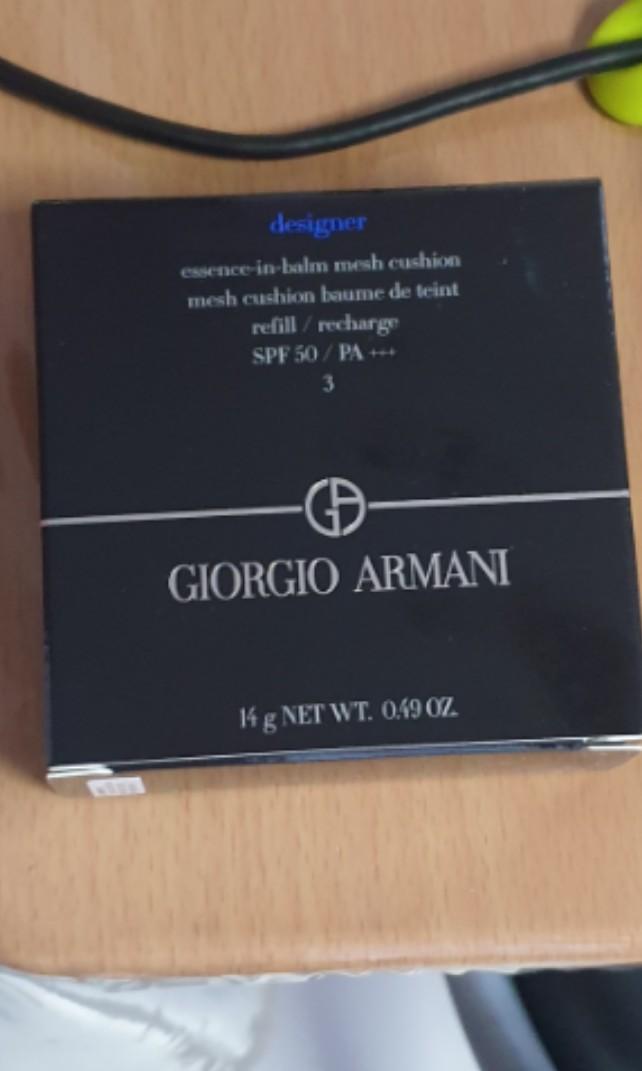 designer
essence-in-balm mesh cushion
mesh cushion baume de teint
refill / recharge
SPF 50 / PA +++
3
GA
GIORGIO ARMANI
14 g NET WT. 0.49 OZ.